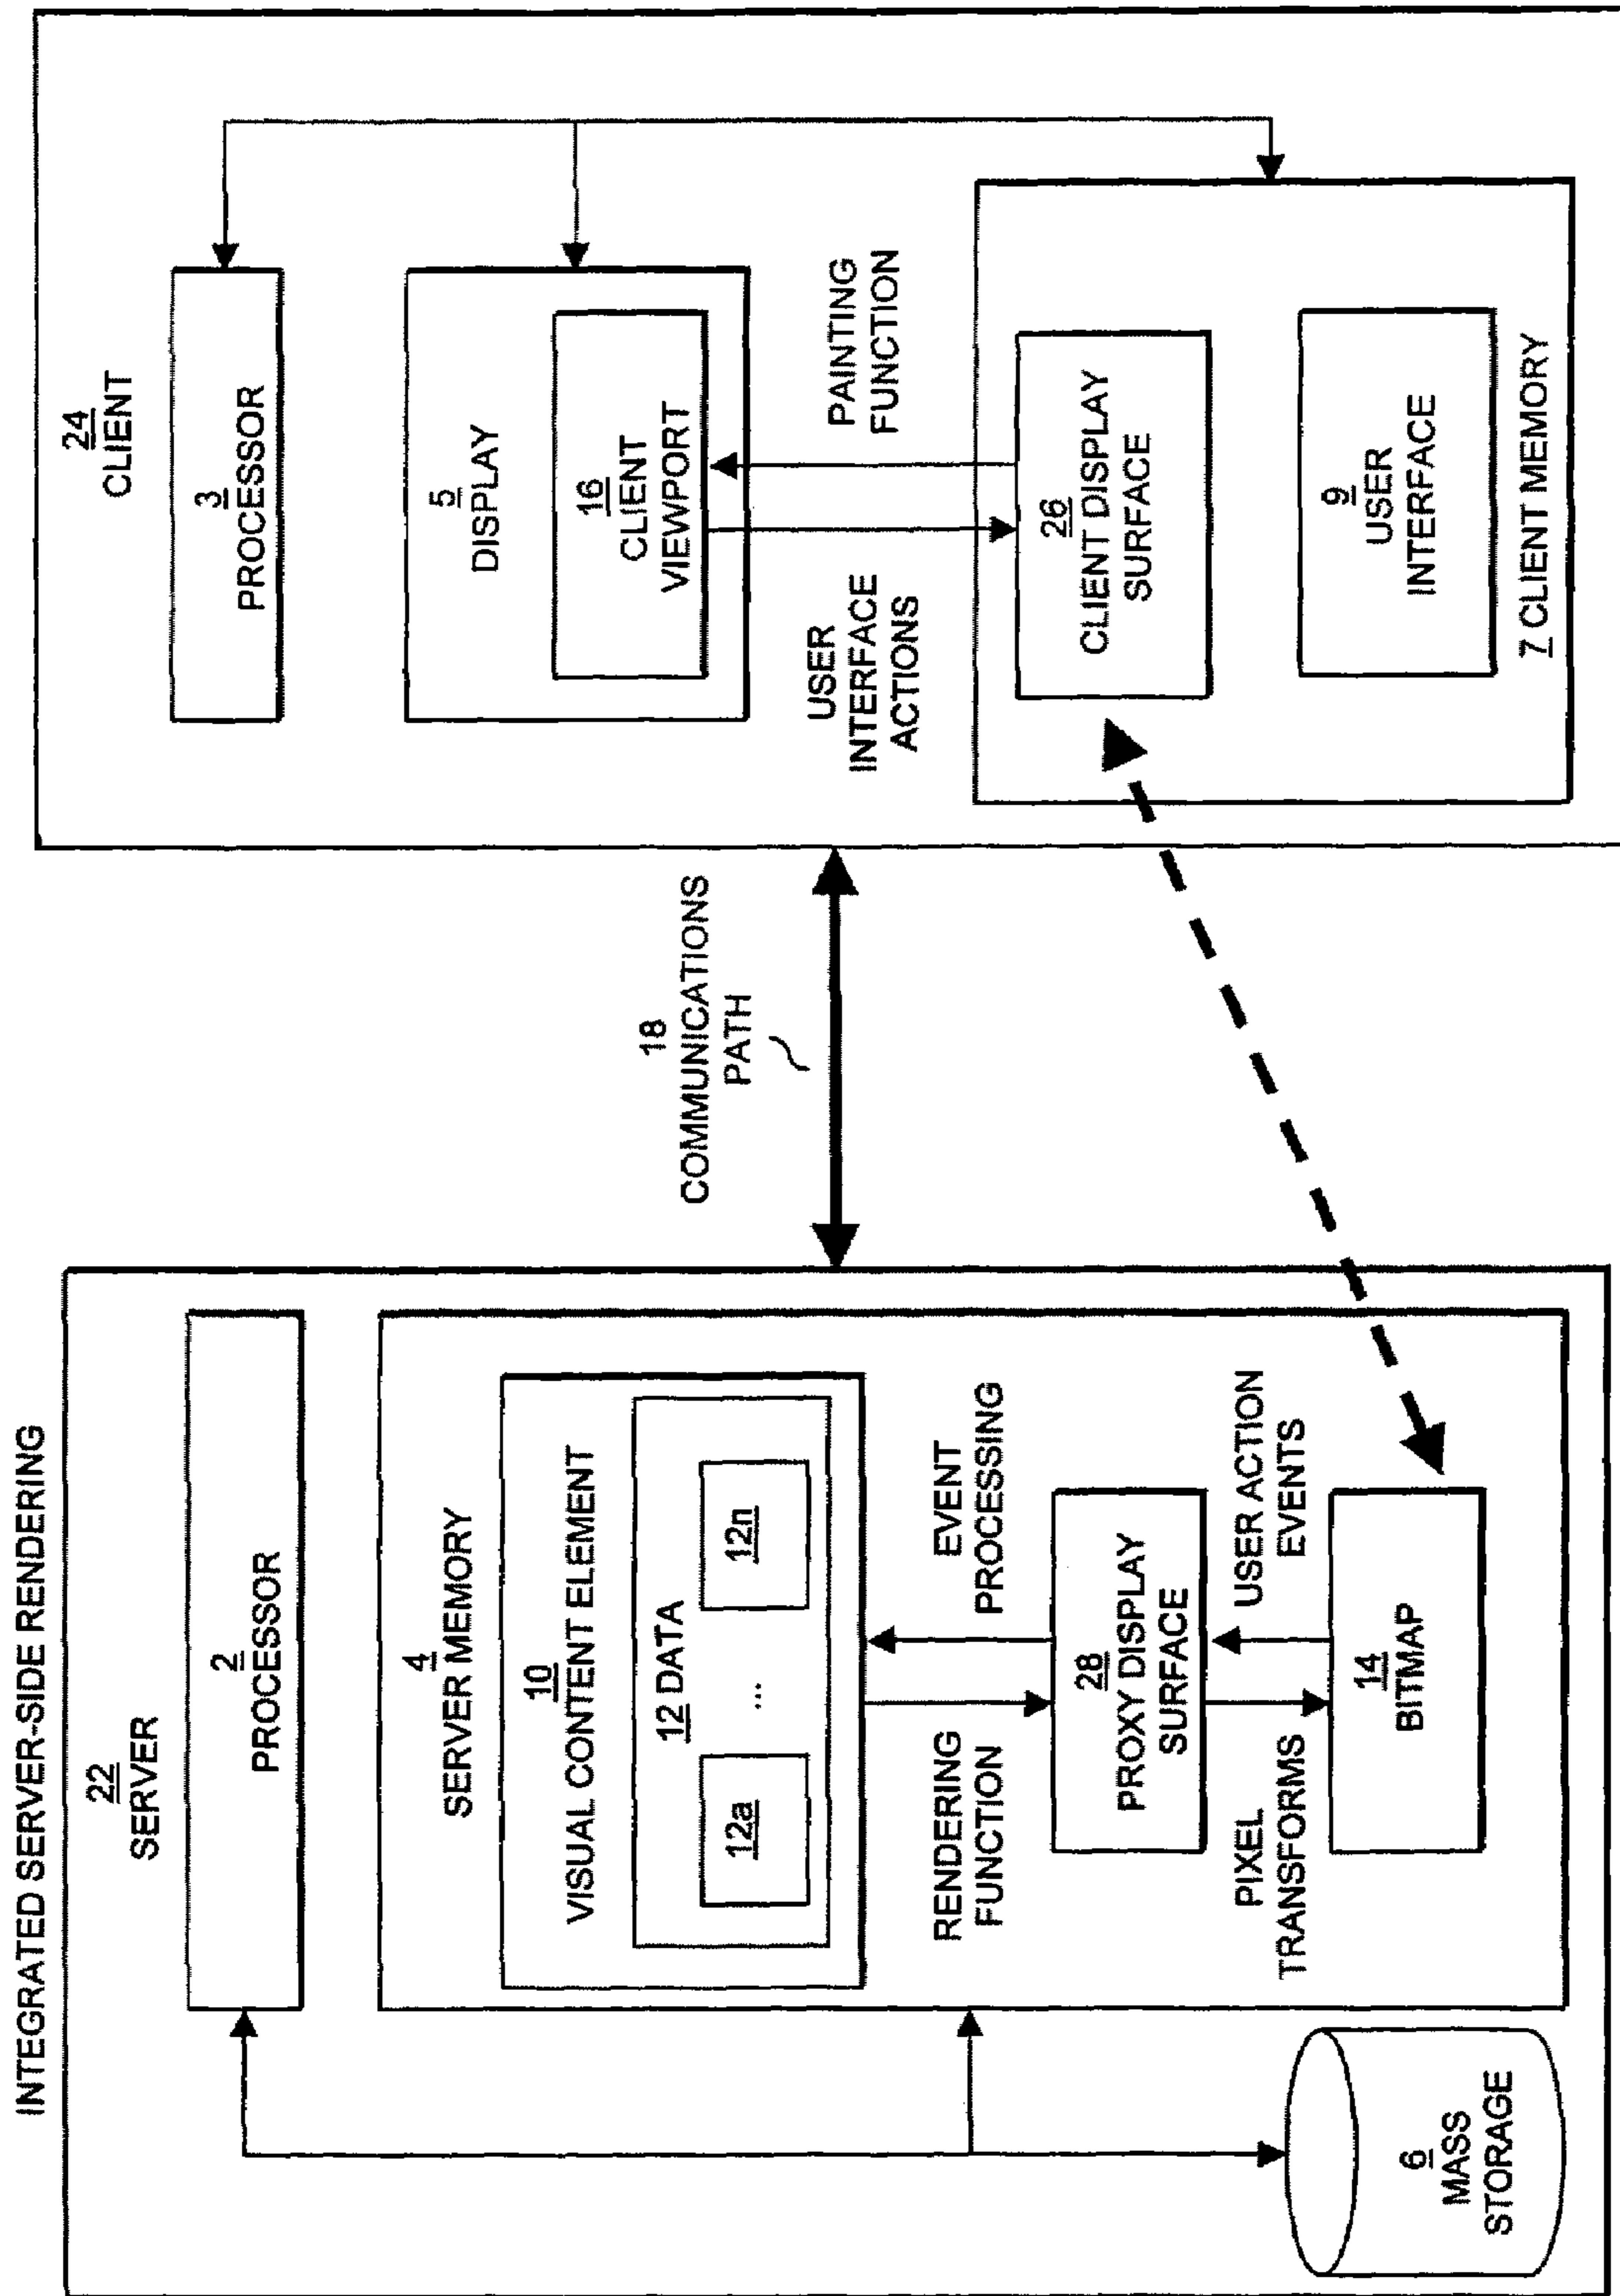 INTEGRATED SERVER-SIDE RENDERING
22
SERVER
2
PROCESSOR
4
SERVER MEMORY
10
VISUAL CONTENT ELEMENT
12 DATA
12a
...
12n
RENDERING
FUNCTION
EVENT
PROCESSING
28
PROXY DISPLAY
SURFACE
PIXEL
TRANSFORMS
USER ACTION
EVENTS
14
BITMAP
6
MASS
STORAGE
18
COMMUNICATIONS
PATH
24
CLIENT
3
PROCESSOR
5
DISPLAY
16
CLIENT
VIEWPORT
USER
INTERFACE
ACTIONS
PAINTING
FUNCTION
26
CLIENT DISPLAY
SURFACE
9
USER
INTERFACE
7 CLIENT MEMORY